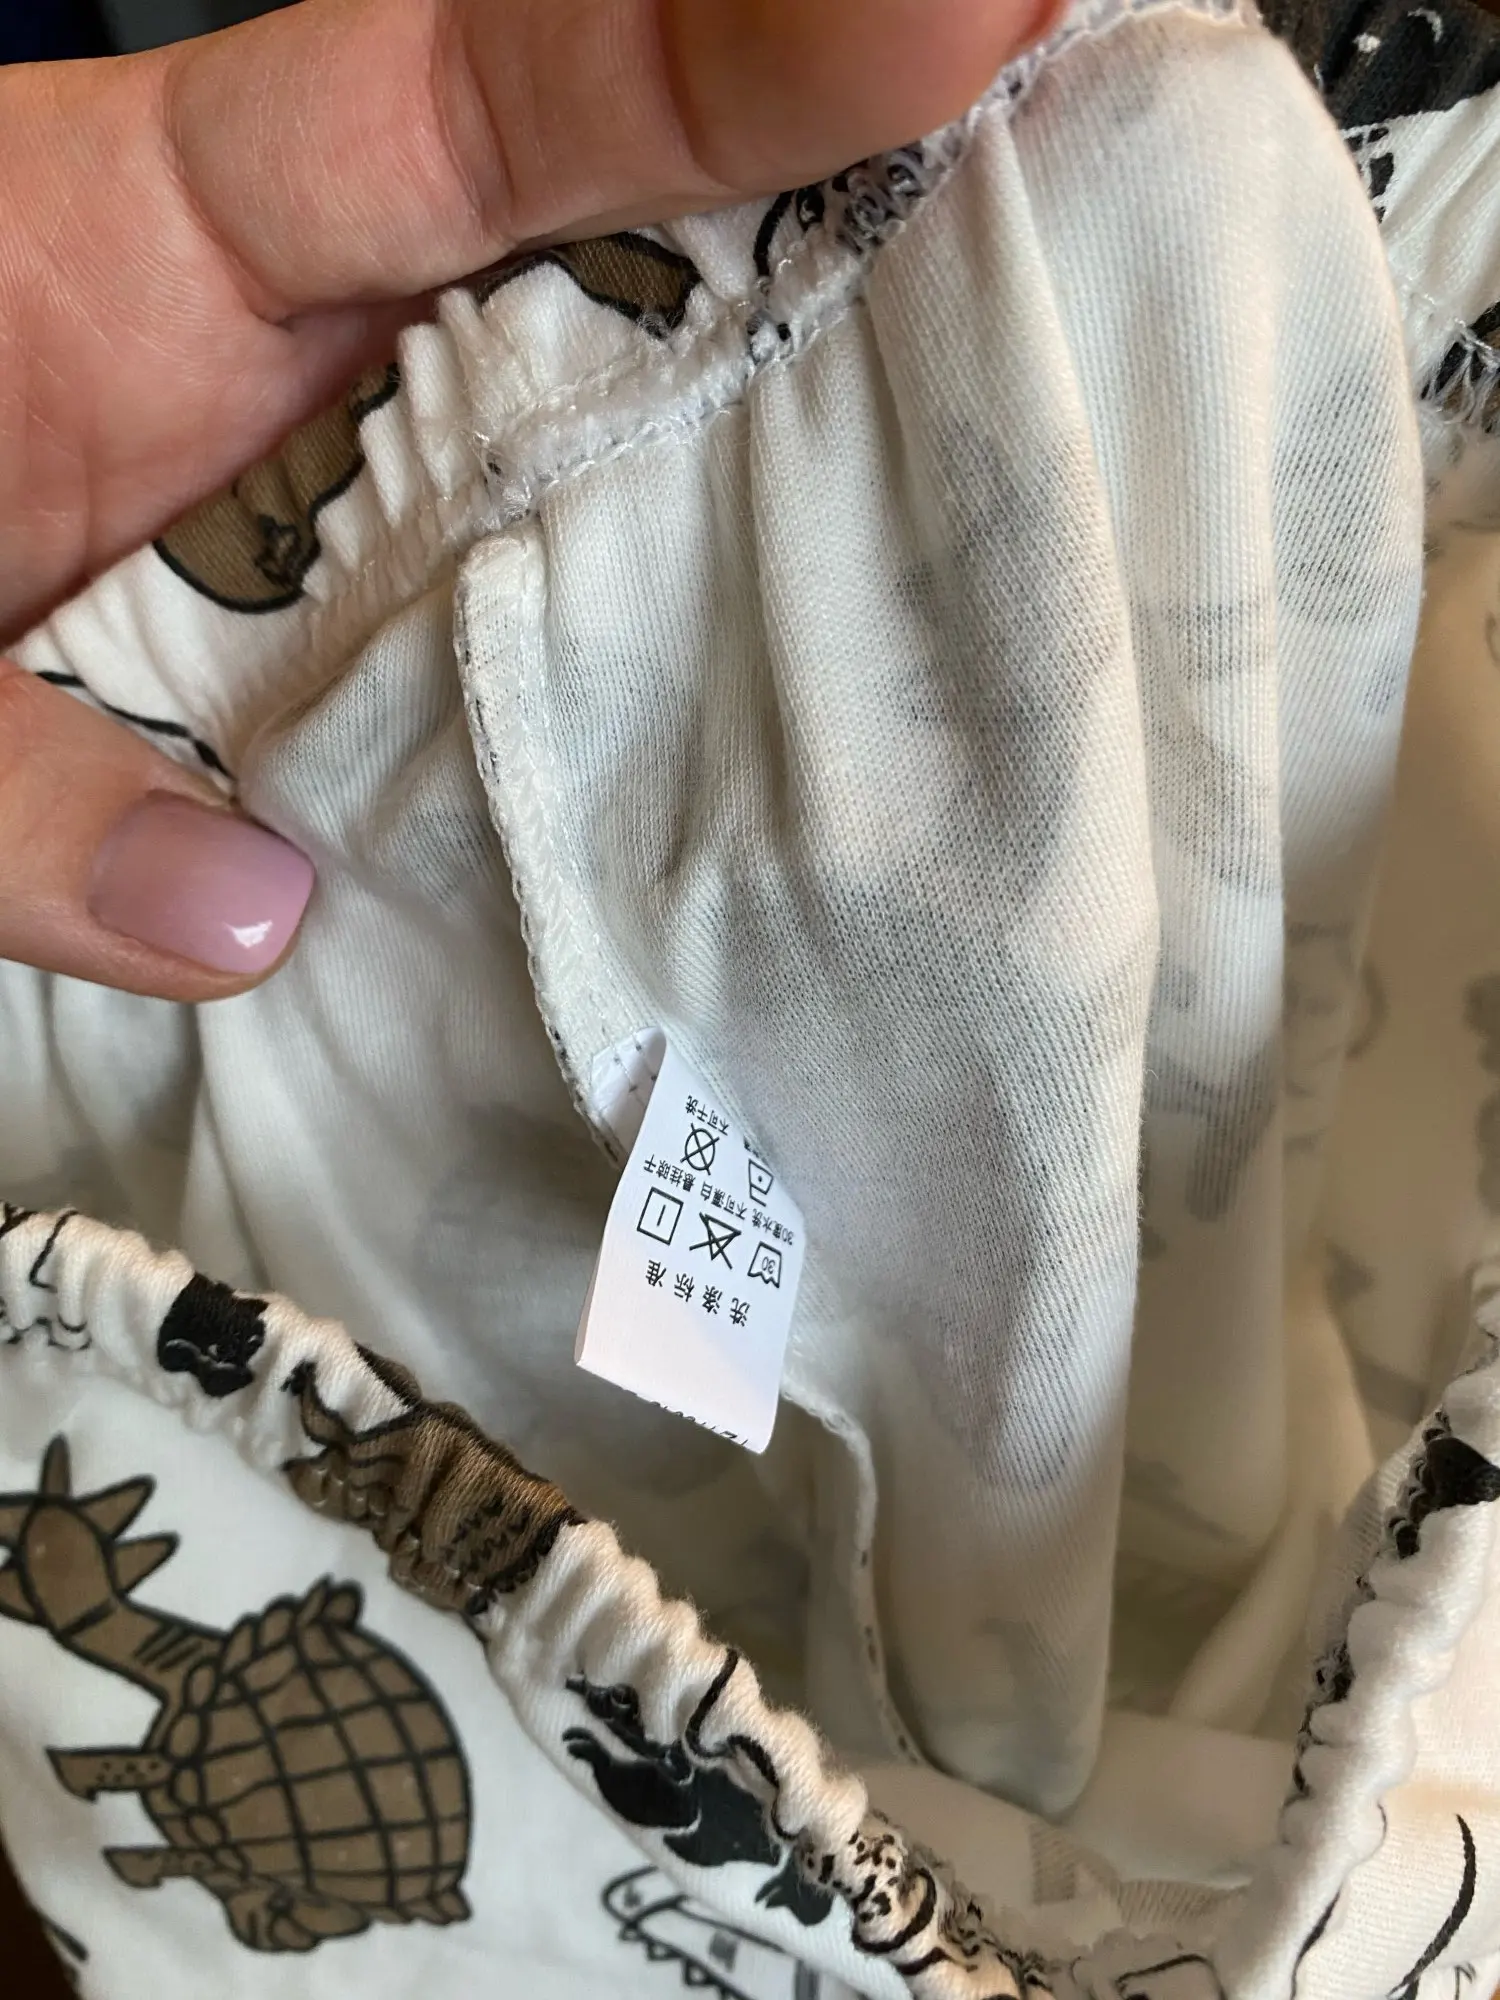 洗 涤 标 准
30
30度水洗 不可漂白 悬挂晾干
不可干洗